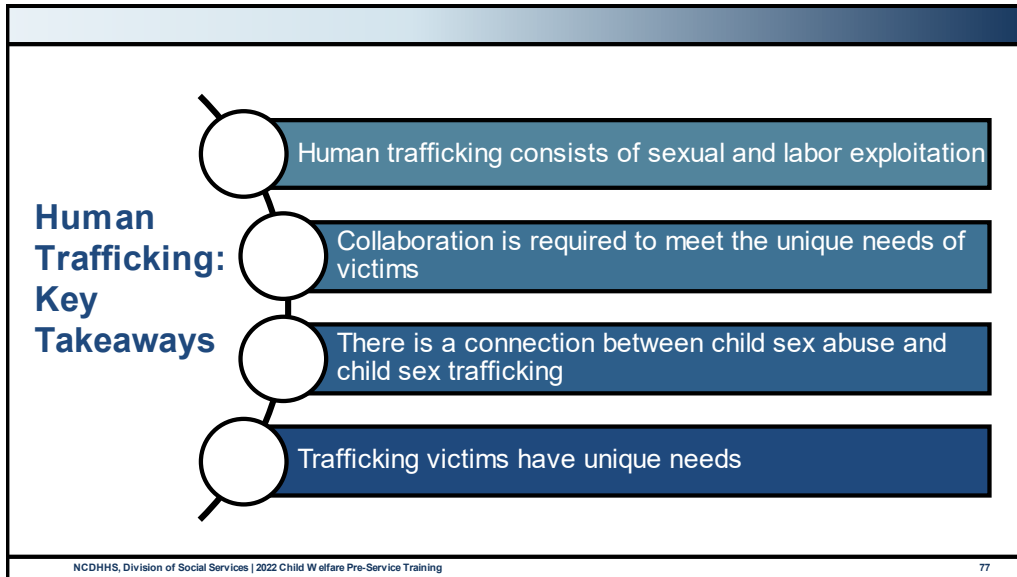 Human
Trafficking:
Key
Takeaways
Human trafficking consists of sexual and labor exploitation
Collaboration is required to meet the unique needs of
victims
There is a connection between child sex abuse and
child sex trafficking
Trafficking victims have unique needs
NCDHHS, Division of Social Services | 2022 Child Welfare Pre-Service Training
77